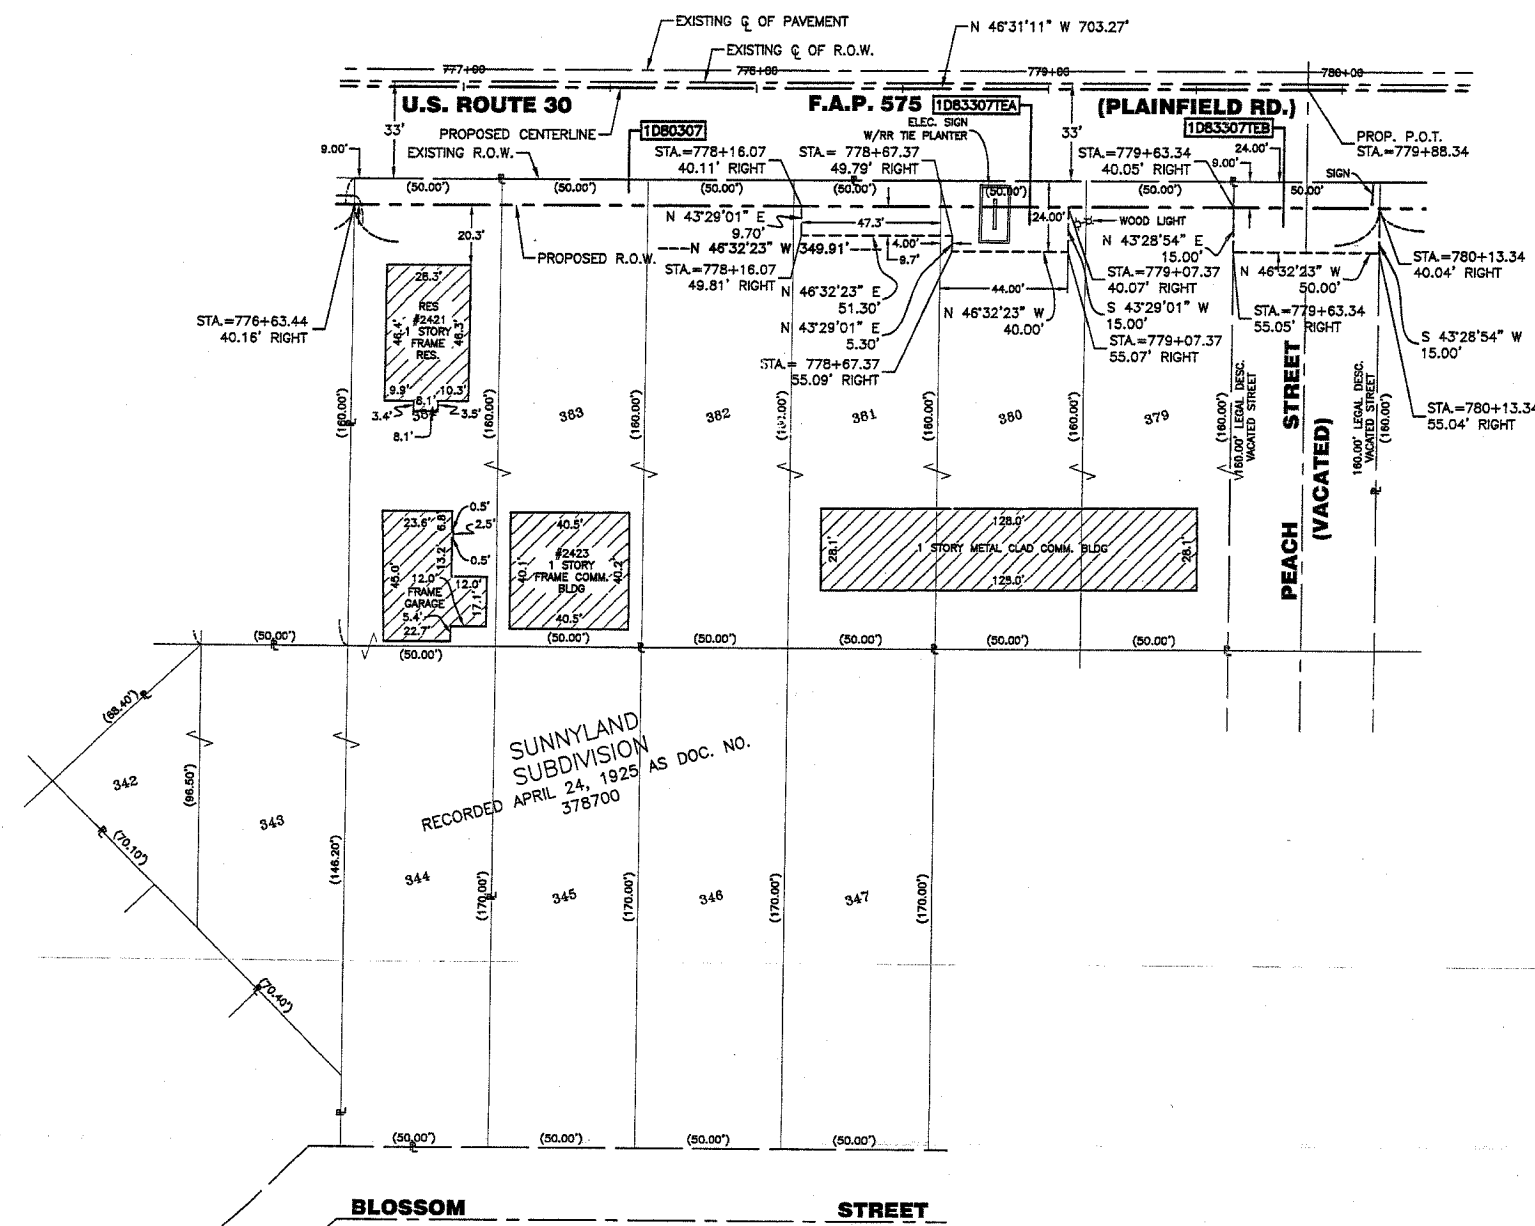 EXISTING ℄ OF PAVEMENT
N 46°31'11" W 703.27'
EXISTING ℄ OF R.O.W.
777+00
779+00
780+00
U.S. ROUTE 30
F.A.P. 575
1D83307TEA
(PLAINFIELD RD.)
33'
PROPOSED CENTERLINE
1D80307
ELEC. SIGN
W/RR TIE PLANTER
33'
1D83307TEB
PROP. P.O.T.
STA.=779+88.34
9.00'
EXISTING R.O.W.
STA.=778+16.07
40.11' RIGHT
STA.= 778+67.37
49.79' RIGHT
STA.=779+63.34
40.05' RIGHT
24.00'
9.00'
SIGN
(50.00')
(50.00')
(50.00')
(50.00')
(50.00')
(50.00')
50.00'
20.3'
PROPOSED R.O.W.
N 43°29'01" E
9.70'
N 46°32'23" W 349.91'
STA.=778+16.07
49.81' RIGHT
47.3'
4.00'
9.7'
24.00'
WOOD LIGHT
N 43°28'54" E
15.00'
STA.=779+07.37
40.07' RIGHT
N 46°32'23" W
50.00'
STA.=780+13.34
40.04' RIGHT
N 46°32'23" E
51.30'
N 43°29'01" E
5.30'
STA.= 778+67.37
55.09' RIGHT
44.00'
N 46°32'23" W
40.00'
S 43°29'01" W
15.00'
STA.=779+07.37
55.07' RIGHT
STA.=779+63.34
55.05' RIGHT
S 43°28'54" W
15.00'
STA.=780+13.34
55.04' RIGHT
STA.=776+63.44
40.16' RIGHT
28.3'
RES
#2421
1 STORY
FRAME
RES.
46.4'
46.3'
9.9'
10.3'
8.1'
3.4'
3.5'
8.1'
383
382
381
380
379
(160.00')
(160.00')
(160.00')
(160.00')
(160.00')
(160.00')
(160.00')
160.00' LEGAL DESC.
VACATED STREET
PEACH STREET
(VACATED)
160.00' LEGAL DESC.
VACATED STREET
(160.00')
23.6'
6.8'
0.5'
2.5'
0.5'
13.2'
45.0'
12.0'
12.0'
FRAME
GARAGE
17.1'
5.4'
22.7'
40.5'
#2423
1 STORY
FRAME COMM.
BLDG
40.1'
40.2'
40.5'
128.0'
1 STORY METAL CLAD COMM. BLDG
28.1'
28.1'
128.0'
(50.00')
(50.00')
(50.00')
(50.00')
(50.00')
(50.00')
(50.00')
(68.40')
342
(96.50')
343
(70.10')
(70.40')
(146.20')
344
SUNNYLAND
SUBDIVISION
RECORDED APRIL 24, 1925 AS DOC. NO.
378700
(170.00')
345
(170.00')
346
(170.00')
347
(170.00')
(50.00')
(50.00')
(50.00')
(50.00')
BLOSSOM STREET